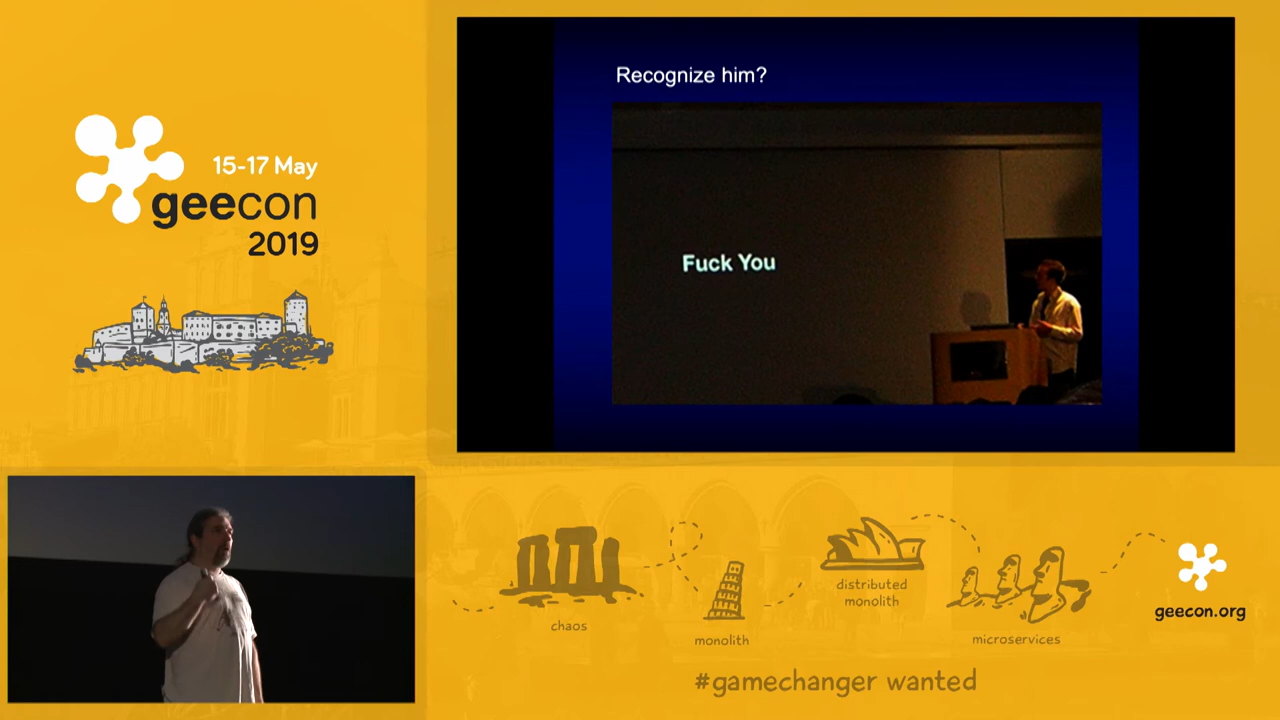 15-17 May
geecon
2019
Recognize him?
Fuck You
chaos
monolith
distributed
monolith
microservices
geecon.org
#gamechanger wanted